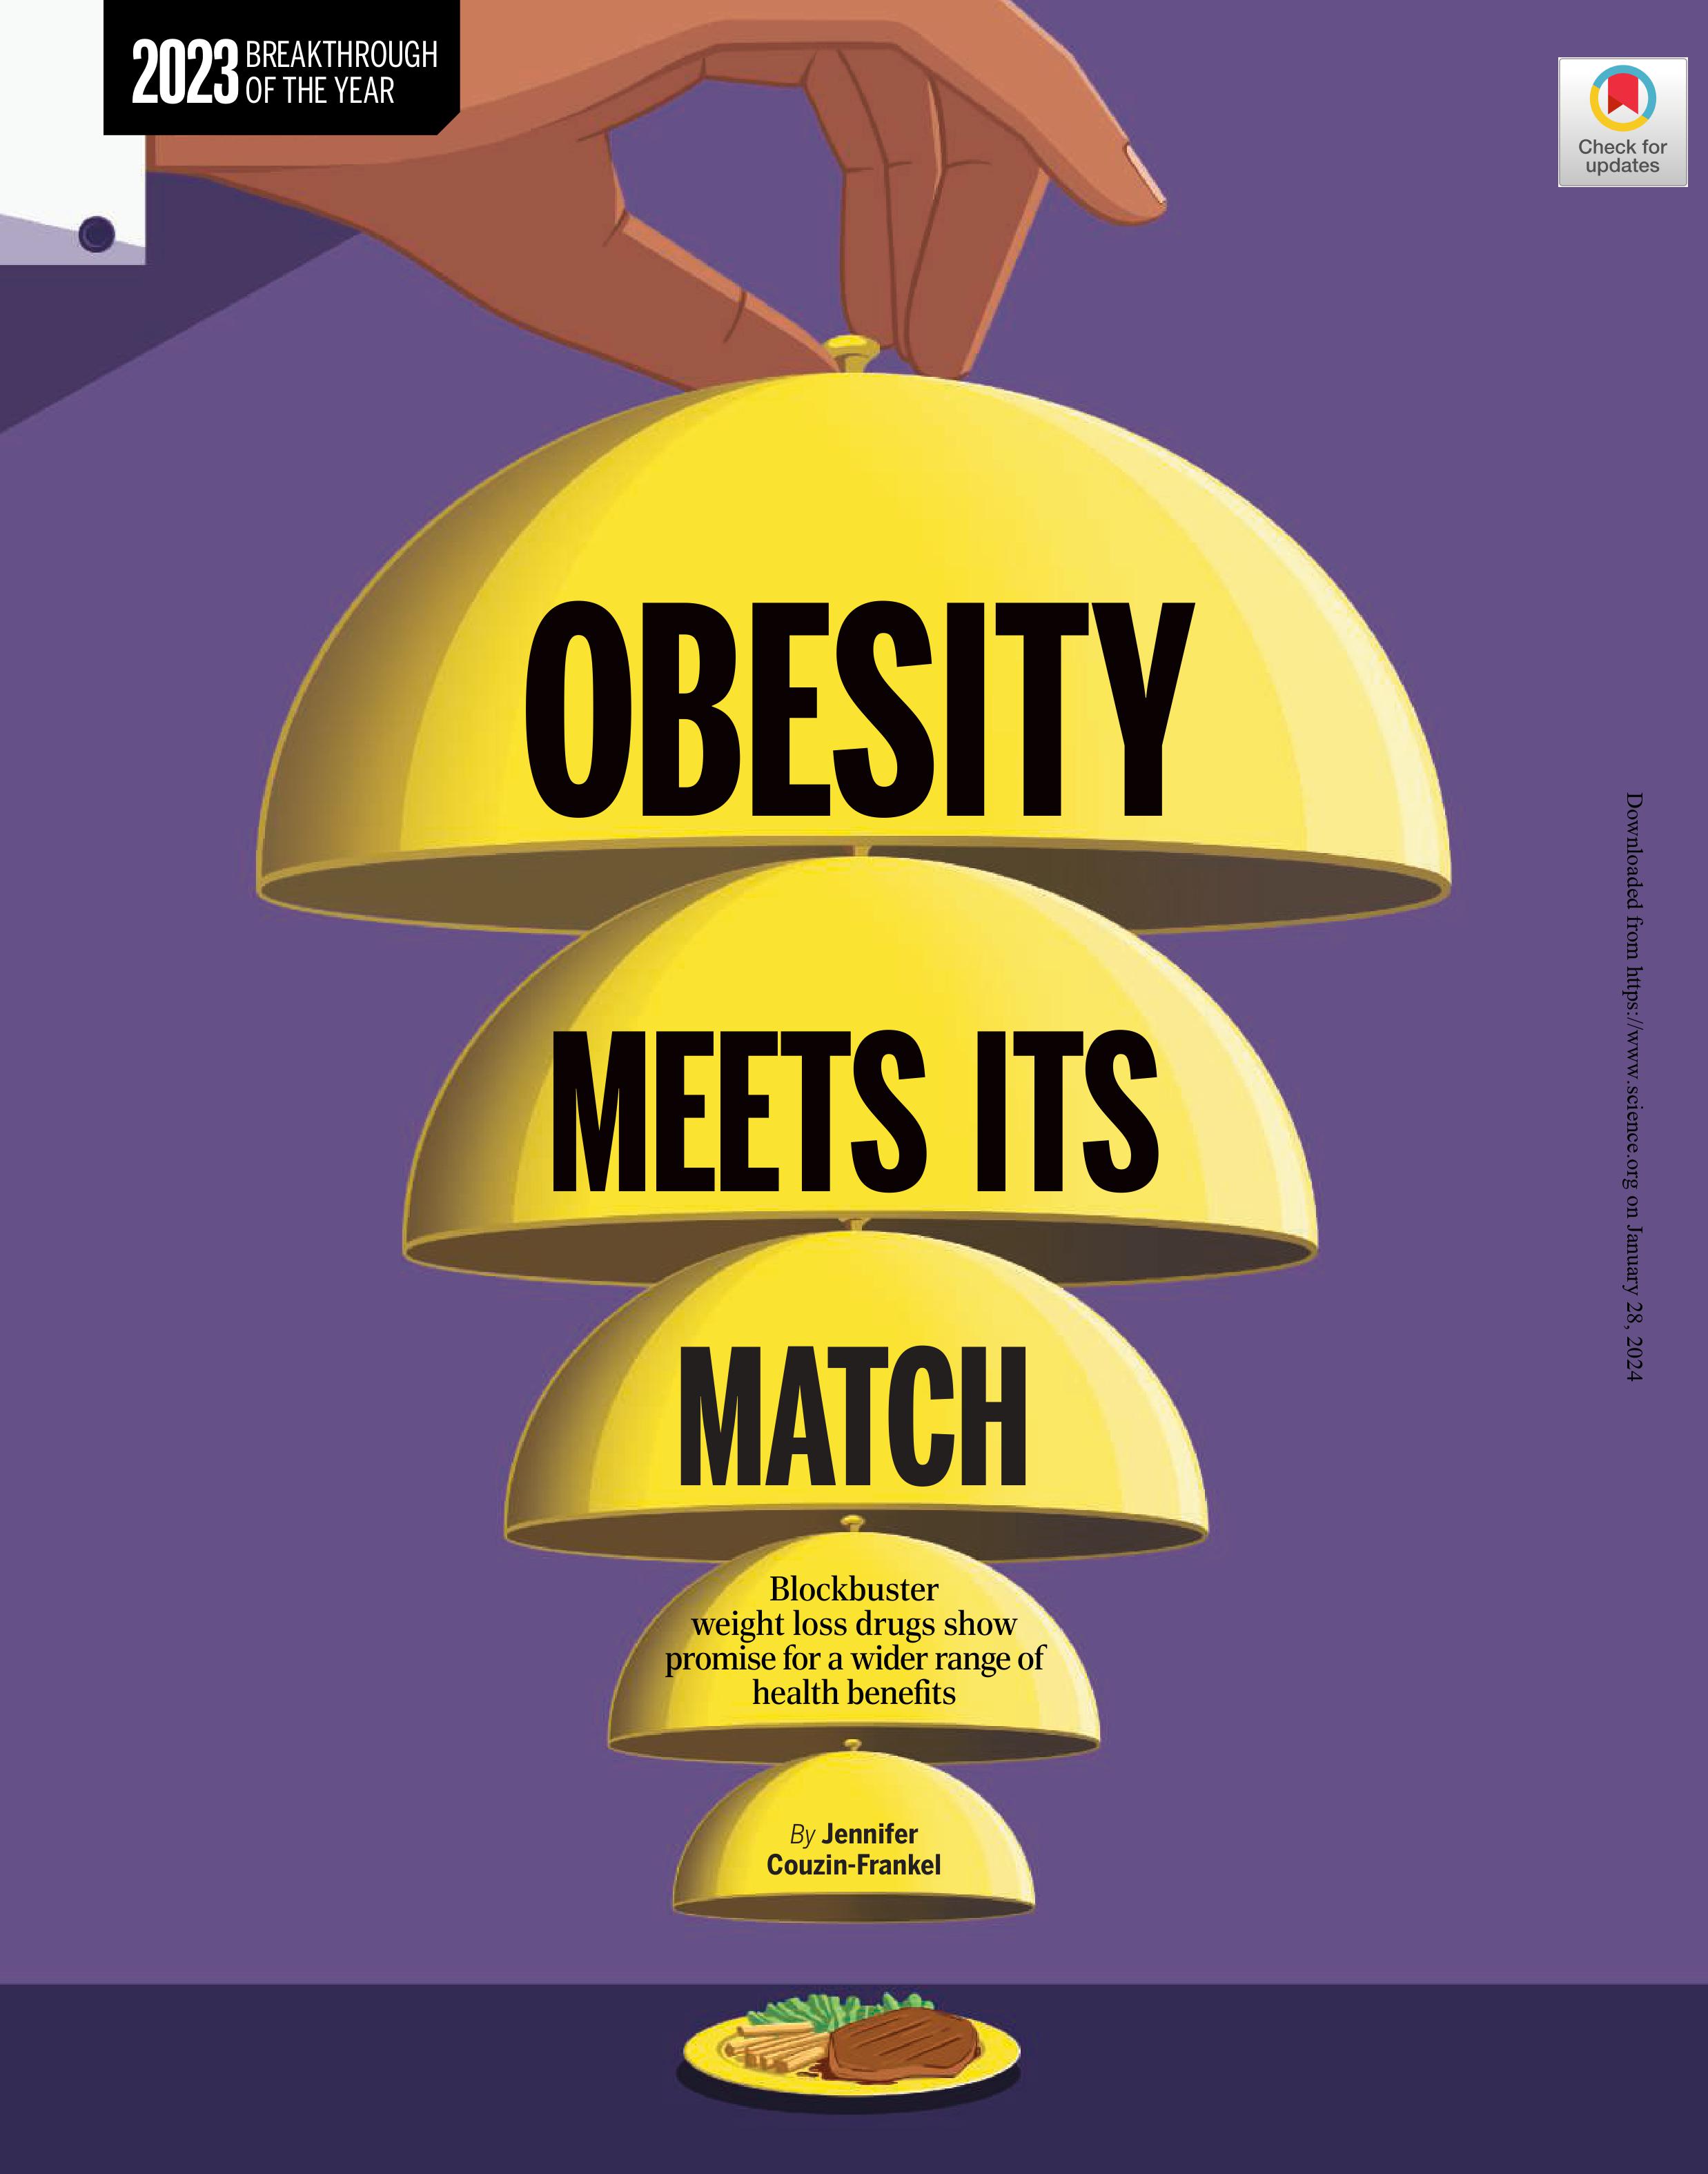 2023 BREAKTHROUGH
OF THE YEAR
Check for
updates
OBESITY
MEETS ITS
MATCH
Blockbuster
weight loss drugs show
promise for a wider range of
health benefits
By Jennifer
Couzin-Frankel
Downloaded from https://www.science.org on January 28, 2024